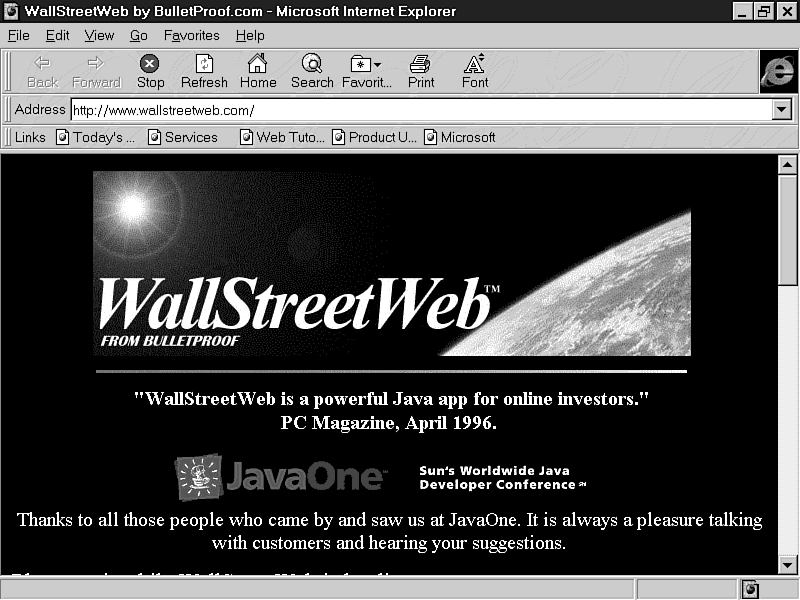 WallStreetWeb by BulletProof.com - Microsoft Internet Explorer
File Edit View Go Favorites Help
Back Forward Stop Refresh Home Search Favorit... Print Font
Address http://www.wallstreetweb.com/
Links Today's ... Services Web Tuto... Product U... Microsoft
WallStreetWeb™
FROM BULLETPROOF
"WallStreetWeb is a powerful Java app for online investors."
PC Magazine, April 1996.
JavaOne™ Sun's Worldwide Java
Developer Conference℠
Thanks to all those people who came by and saw us at JavaOne. It is always a pleasure talking
with customers and hearing your suggestions.